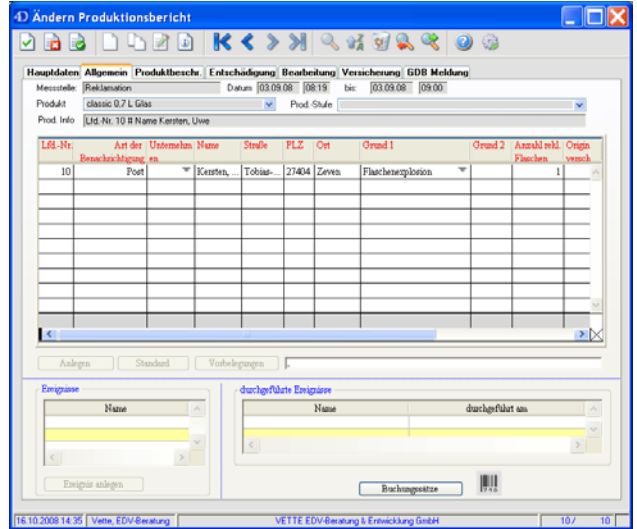 Ändern Produktionsbericht
Hauptdaten Allgemein Produktbeschr. Entschädigung Bearbeitung Versicherung GDB Meldung
Messstelle: Reklamation Datum 03.09.08 08:19 bis: 03.09.08 09:00
Produkt classic 0,7 L Glas Prod.-Stufe
Prod. Info Lfd.-Nr. 10 # Name Kersten, Uwe
Lfd.-Nr. Art der Benachrichtigung Unternehmen Name Straße PLZ Ort Grund 1 Grund 2 Anzahl rekl. Flaschen Origin versch
10 Post Kersten, ... Tobias-... 27404 Zeven Flaschenexplosion 1
Anlegen Standard Vorbelegungen
Ereignisse durchgeführte Ereignisse
Name Name durchgeführt am
Ereignis anlegen Buchungssätze
16.10.2008 14:35 Vette, EDV-Beratung VETTE EDV-Beratung & Entwicklung GmbH 10 / 10